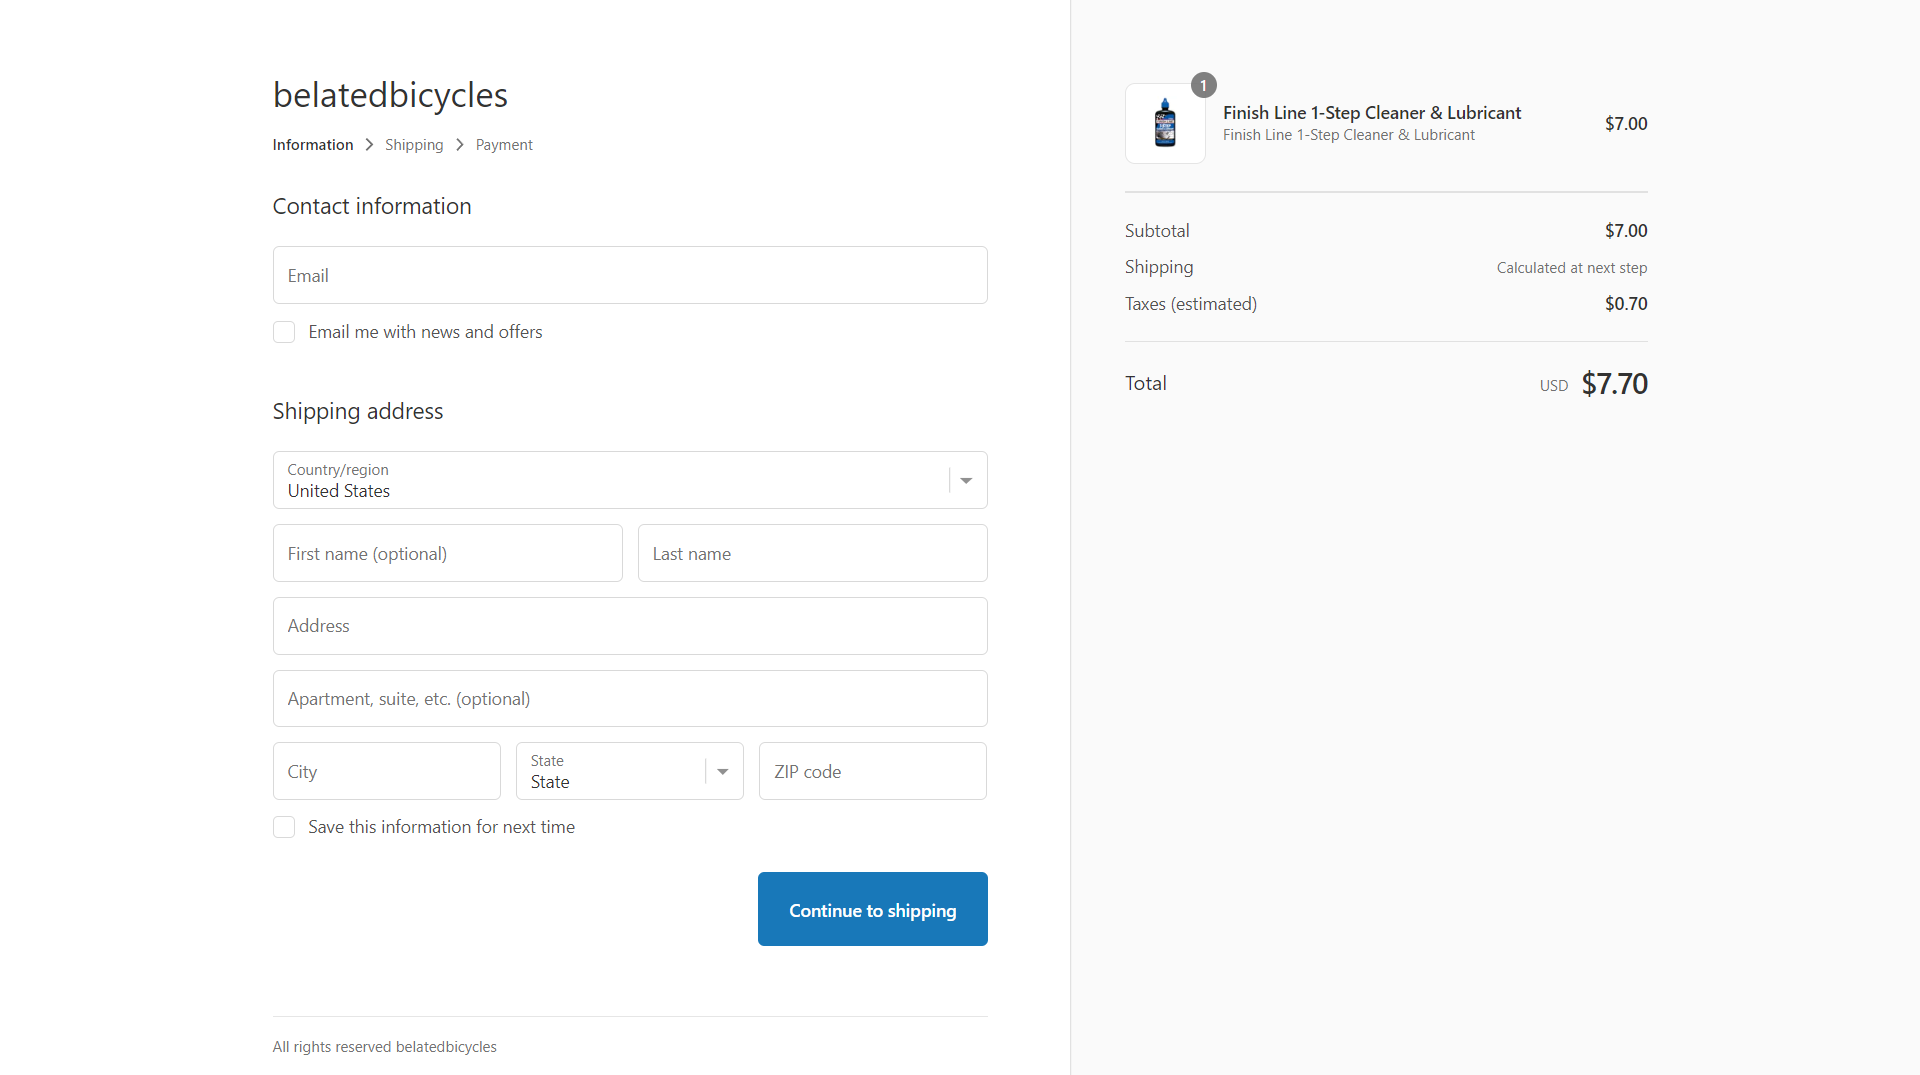 belatedbicycles
Information > Shipping > Payment
Contact information
Email
Email me with news and offers
Shipping address
Country/region
United States
First name (optional)
Last name
Address
Apartment, suite, etc. (optional)
City
State
State
ZIP code
Save this information for next time
Continue to shipping
All rights reserved belatedbicycles
1
Finish Line 1-Step Cleaner & Lubricant
Finish Line 1-Step Cleaner & Lubricant
$7.00
Subtotal $7.00
Shipping Calculated at next step
Taxes (estimated) $0.70
Total USD $7.70